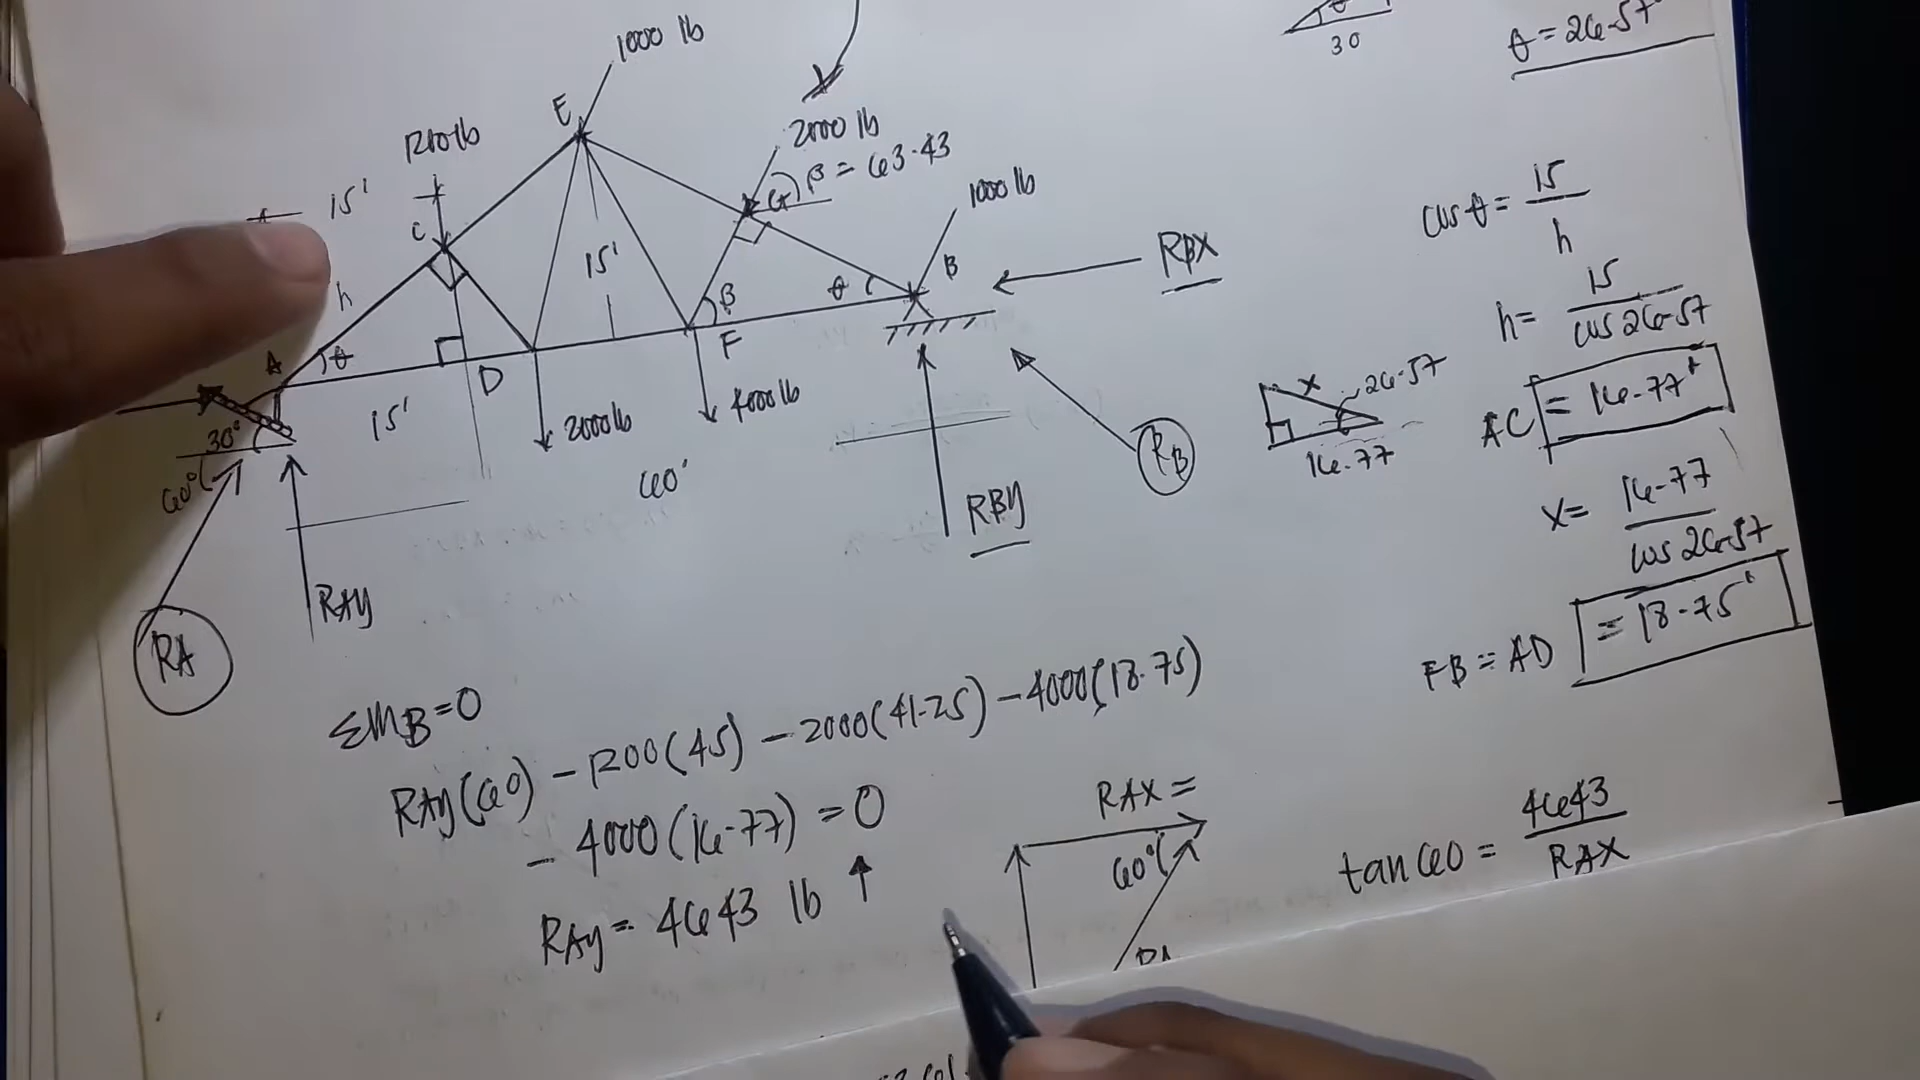 30
θ = 26.57°
1000 lb
E
1200 lb
2000 lb
β = 63.43
G
15'
C
h
15'
1000 lb
B
RBX
A
θ
β
θ
F
D
15'
30°
60°
2000 lb
4000 lb
60'
RB
RBY
RAY
RA
cos θ = 15 / h
h = 15 / cos 26.57
AC = 16.77'
x
26.57
16.77
x = 16.77 / cos 26.57
FB = AD = 18.75'
ΣMB = 0
RAy(60) - 1200(45) - 2000(41.25) - 4000(18.75)
- 4000(16.77) = 0
RAy = 4643 lb ↑
RAX =
60°
RA
tan 60 = 4643 / RAX